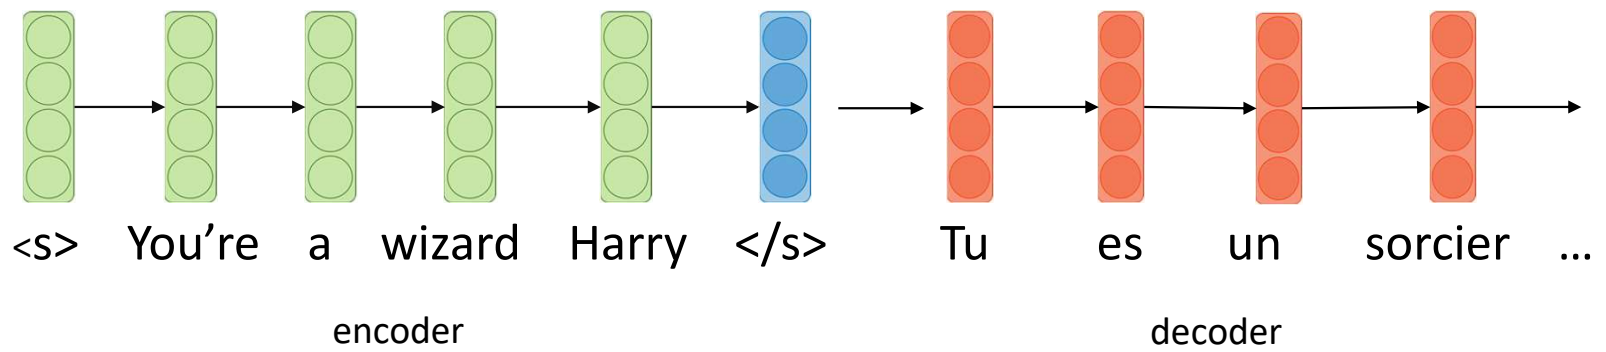 <s> You’re a wizard Harry </s> Tu es un sorcier ...
encoder decoder